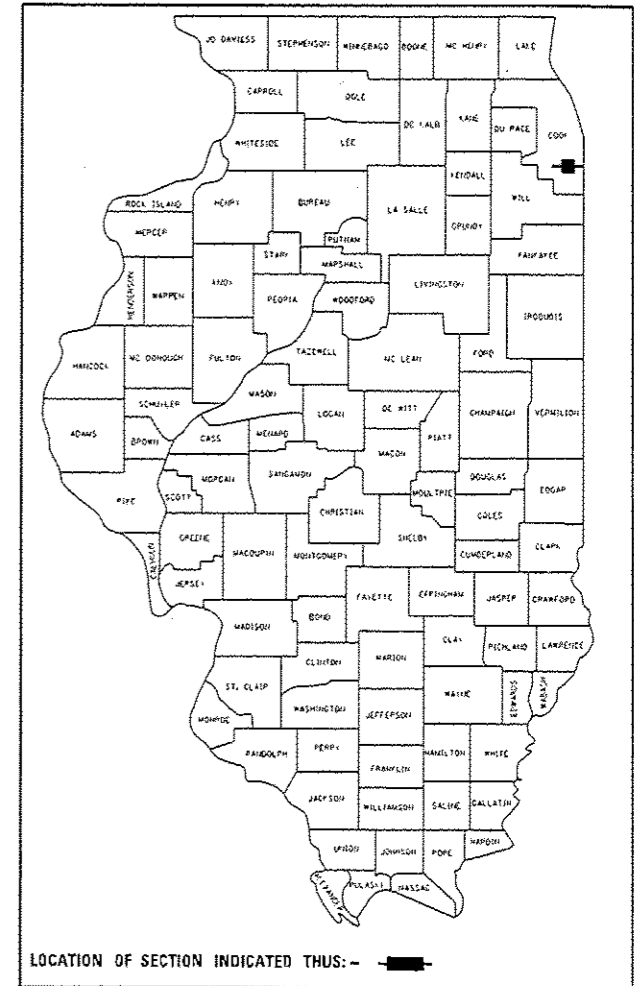 JO DAVIESS STEPHENSON WINNEBAGO BOONE MC HENRY LAKE
CARROLL OGLE DE KALB KANE DU PAGE COOK
WHITESIDE LEE KENDALL WILL
ROCK ISLAND HENRY BUREAU LA SALLE GRUNDY
MERCER PUTNAM KANKAKEE
STARK MARSHALL LIVINGSTON
HENDERSON WARREN KNOX PEORIA WOODFORD IROQUOIS
HANCOCK MC DONOUGH FULTON TAZEWELL MC LEAN FORD
SCHUYLER MASON LOGAN DE WITT CHAMPAIGN VERMILION
ADAMS BROWN CASS MENARD MACON PIATT
PIKE SCOTT MORGAN SANGAMON MOULTRIE DOUGLAS EDGAR
CHRISTIAN COLES
CALHOUN GREENE MACOUPIN MONTGOMERY SHELBY CUMBERLAND CLARK
JERSEY FAYETTE EFFINGHAM JASPER CRAWFORD
MADISON BOND CLAY RICHLAND LAWRENCE
CLINTON MARION
ST. CLAIR WASHINGTON JEFFERSON WAYNE EDWARDS WABASH
MONROE
RANDOLPH PERRY FRANKLIN HAMILTON WHITE
JACKSON WILLIAMSON SALINE GALLATIN
UNION JOHNSON POPE HARDIN
ALEXANDER PULASKI MASSAC
LOCATION OF SECTION INDICATED THUS: -